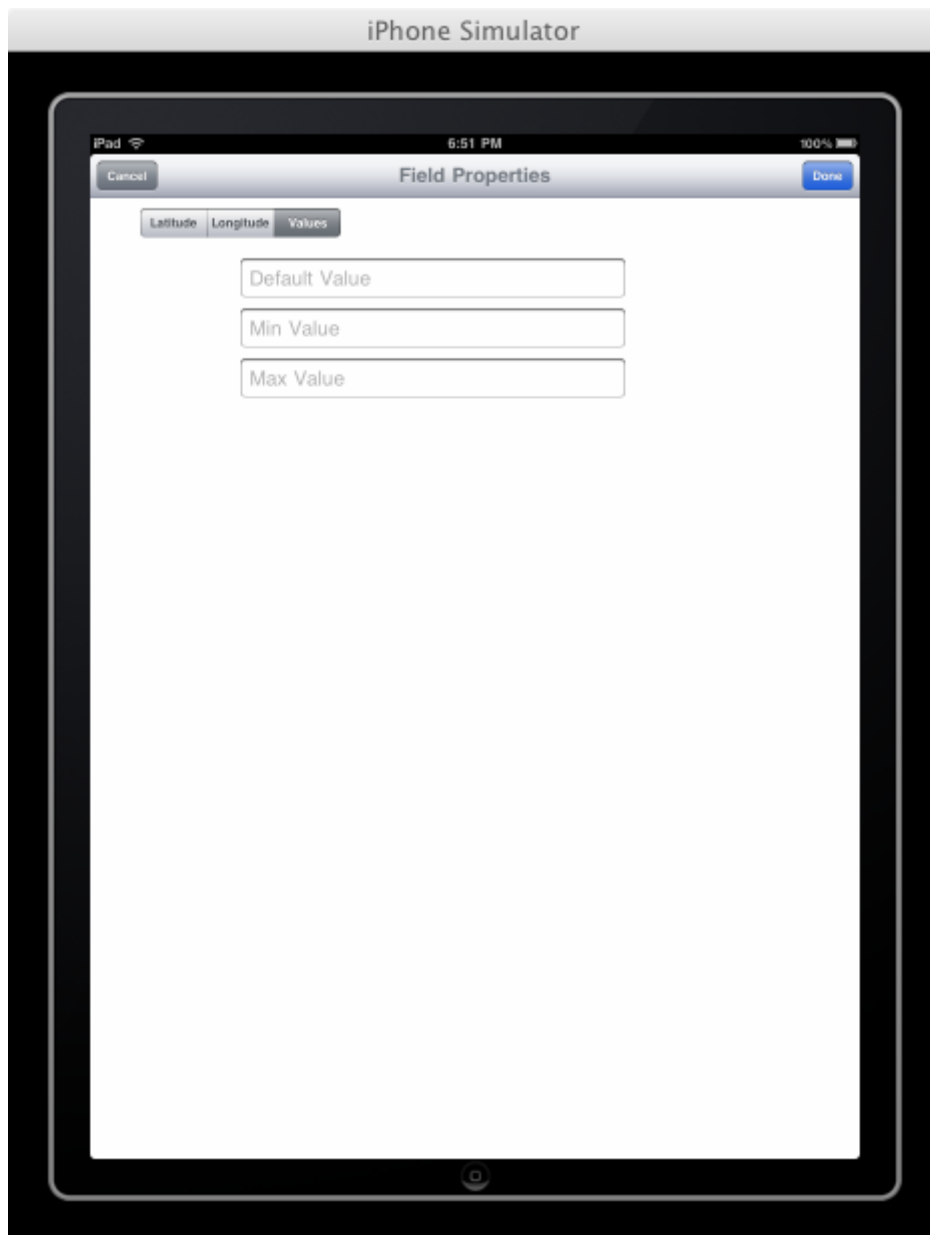 iPhone Simulator
iPad 6:51 PM 100%
Cancel Field Properties Done
Latitude Longitude Values
Default Value
Min Value
Max Value